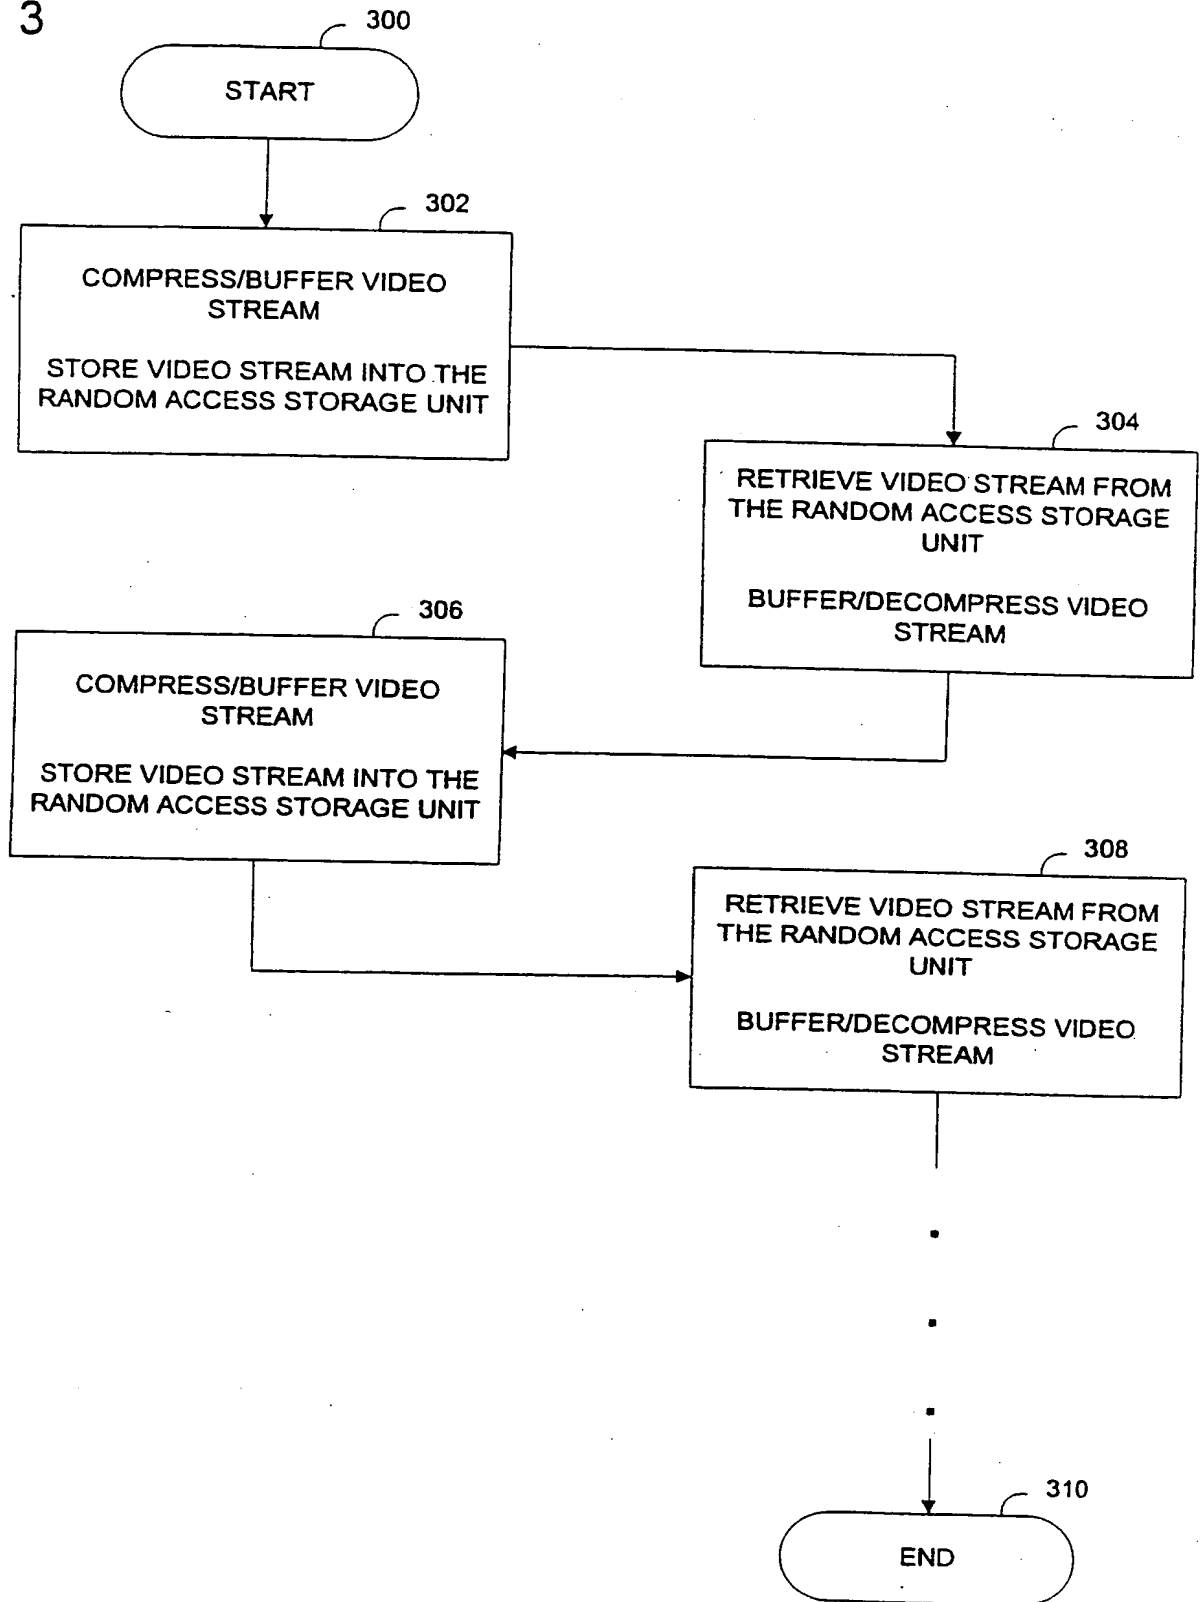 3
300
START
302
COMPRESS/BUFFER VIDEO
STREAM
STORE VIDEO STREAM INTO THE
RANDOM ACCESS STORAGE UNIT
304
RETRIEVE VIDEO STREAM FROM
THE RANDOM ACCESS STORAGE
UNIT
BUFFER/DECOMPRESS VIDEO
STREAM
306
COMPRESS/BUFFER VIDEO
STREAM
STORE VIDEO STREAM INTO THE
RANDOM ACCESS STORAGE UNIT
308
RETRIEVE VIDEO STREAM FROM
THE RANDOM ACCESS STORAGE
UNIT
BUFFER/DECOMPRESS VIDEO
STREAM
310
END